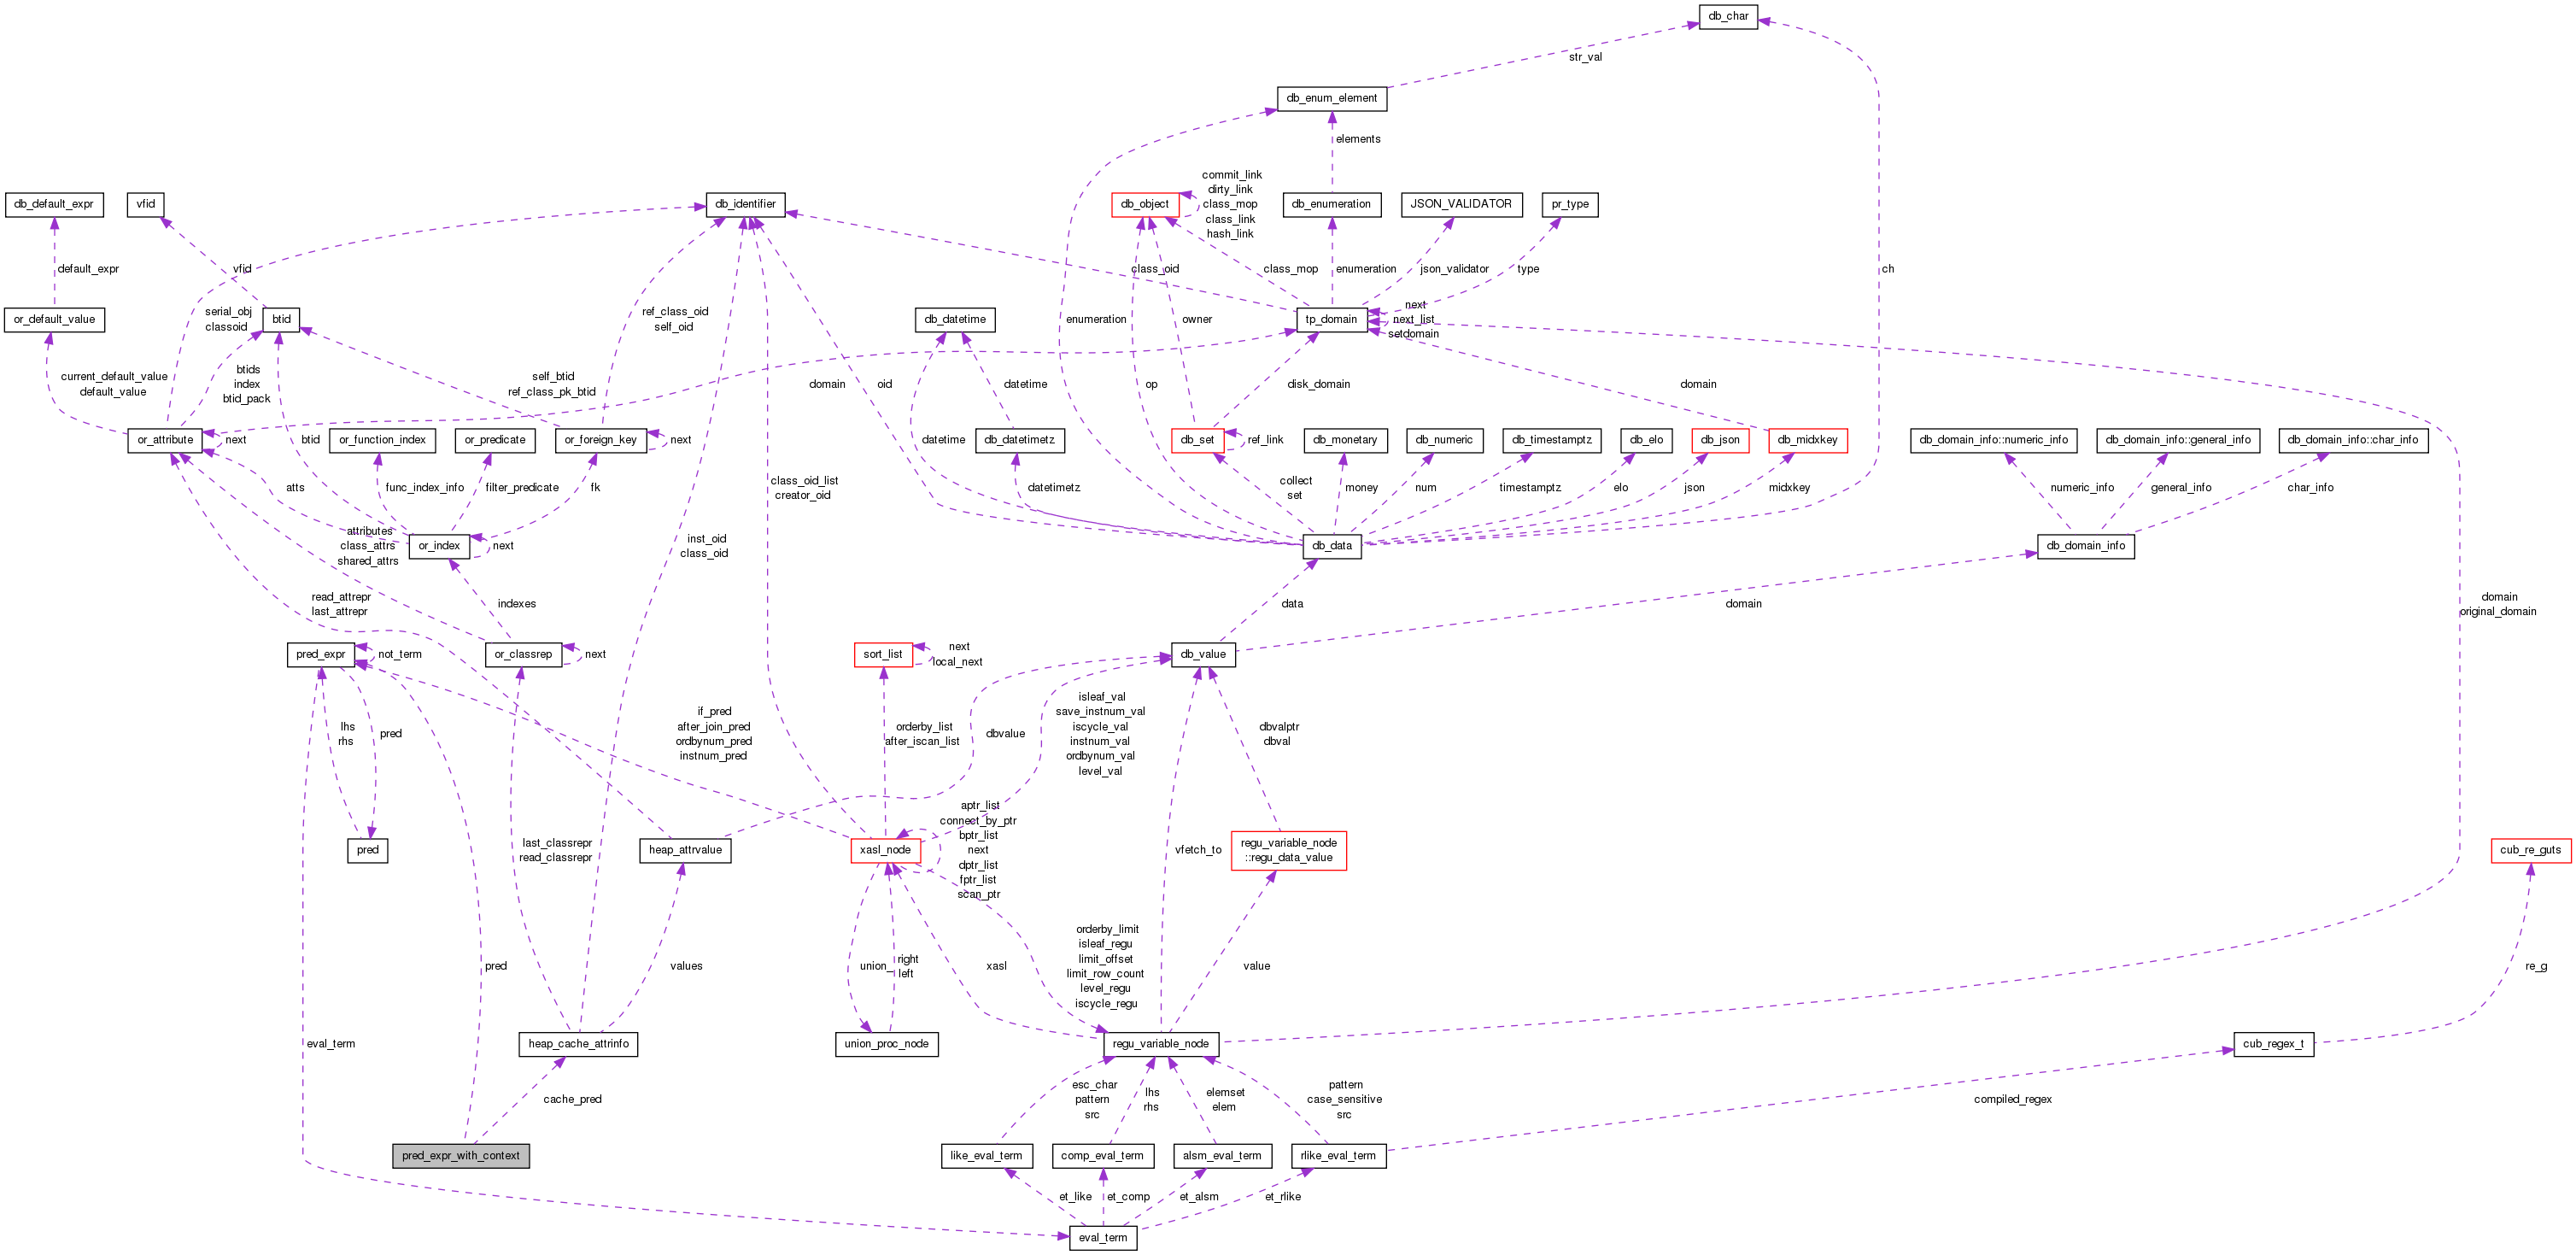 db_char
str_val
db_enum_element
elements
commit_link
dirty_link
class_mop
class_link
hash_link
db_default_expr
vfid
db_identifier
db_object
db_enumeration
JSON_VALIDATOR
pr_type
default_expr
vfid
class_oid
class_mop
enumeration
json_validator
type
ch
serial_obj
classoid
ref_class_oid
self_oid
or_default_value
btid
db_datetime
enumeration
owner
tp_domain
next
next_list
setdomain
current_default_value
default_value
btids
index
btid_pack
self_btid
ref_class_pk_btid
domain
oid
datetime
op
disk_domain
domain
or_attribute
next
or_function_index
or_predicate
or_foreign_key
next
datetime
db_datetimetz
db_set
ref_link
db_monetary
db_numeric
db_timestamptz
db_elo
db_json
db_midxkey
db_domain_info::numeric_info
db_domain_info::general_info
db_domain_info::char_info
btid
atts
func_index_info
filter_predicate
fk
class_oid_list
creator_oid
datetimetz
collect
set
money
num
timestamptz
elo
json
midxkey
numeric_info
general_info
char_info
attributes
class_attrs
shared_attrs
or_index
next
inst_oid
class_oid
db_data
db_domain_info
read_attrepr
last_attrepr
indexes
data
domain
domain
original_domain
pred_expr
not_term
or_classrep
next
sort_list
next
local_next
db_value
lhs
rhs
pred
if_pred
after_join_pred
ordbynum_pred
instnum_pred
orderby_list
after_iscan_list
dbvalue
isleaf_val
save_instnum_val
iscycle_val
instnum_val
ordbynum_val
level_val
dbvalptr
dbval
pred
last_classrepr
read_classrepr
heap_attrvalue
xasl_node
aptr_list
connect_by_ptr
bptr_list
next
dptr_list
fptr_list
scan_ptr
vfetch_to
regu_variable_node
::regu_data_value
cub_re_guts
pred
values
union_
right
left
xasl
orderby_limit
isleaf_regu
limit_offset
limit_row_count
level_regu
iscycle_regu
value
re_g
eval_term
heap_cache_attrinfo
union_proc_node
regu_variable_node
cub_regex_t
cache_pred
esc_char
pattern
src
lhs
rhs
elemset
elem
pattern
case_sensitive
src
compiled_regex
pred_expr_with_context
like_eval_term
comp_eval_term
alsm_eval_term
rlike_eval_term
et_like
et_comp
et_alsm
et_rlike
eval_term